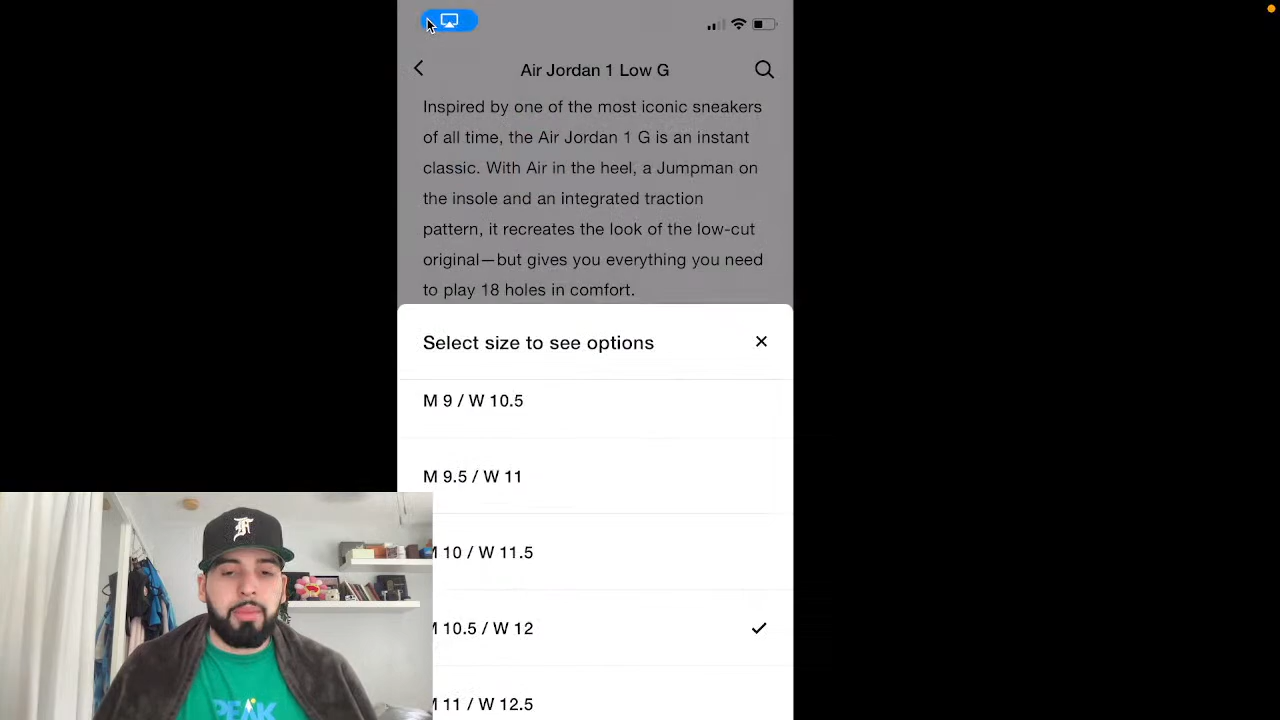 Air Jordan 1 Low G
Inspired by one of the most iconic sneakers
of all time, the Air Jordan 1 G is an instant
classic. With Air in the heel, a Jumpman on
the insole and an integrated traction
pattern, it recreates the look of the low-cut
original—but gives you everything you need
to play 18 holes in comfort.
Select size to see options
M 9 / W 10.5
M 9.5 / W 11
10 / W 11.5
10.5 / W 12
11 / W 12.5
PEAK